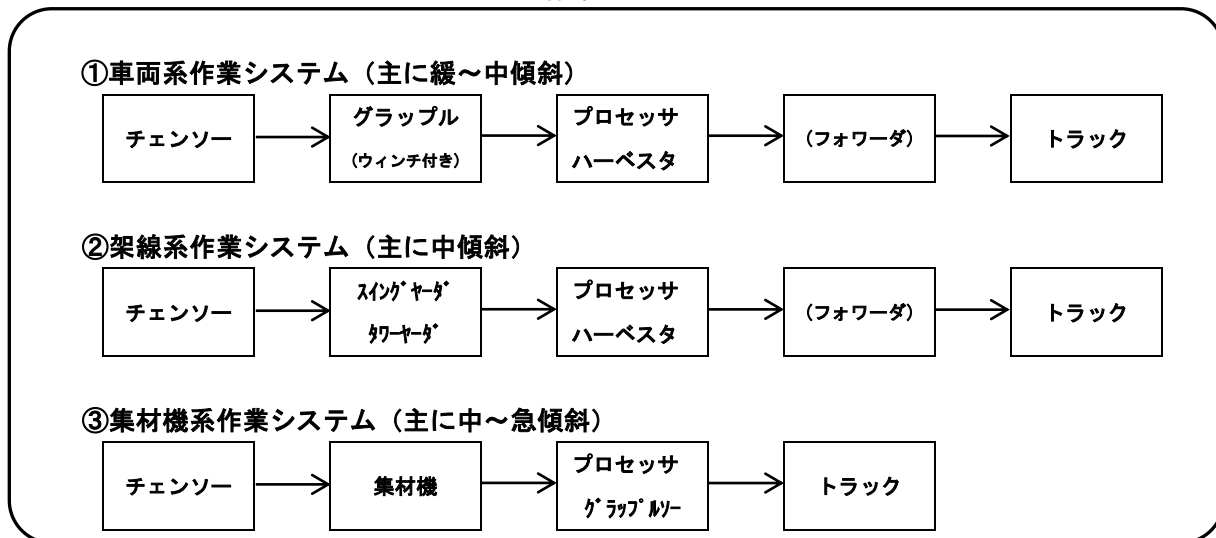 ①車両系作業システム（主に緩～中傾斜）
チェンソー
グラップル
（ウィンチ付き）
プロセッサ
ハーベスタ
（フォワーダ）
トラック
②架線系作業システム（主に中傾斜）
チェンソー
ｽｲﾝｸﾞﾔｰﾀﾞ
ﾀﾜｰﾔｰﾀﾞ
プロセッサ
ハーベスタ
（フォワーダ）
トラック
③集材機系作業システム（主に中～急傾斜）
チェンソー
集材機
プロセッサ
ｸﾞﾗｯﾌﾟﾙｿｰ
トラック